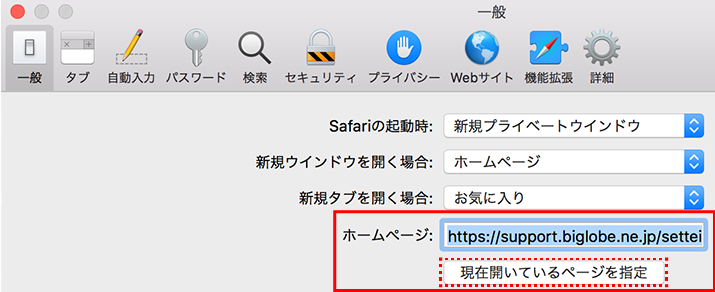 一般
一般 タブ 自動入力 パスワード 検索 セキュリティ プライバシー Webサイト 機能拡張 詳細
Safariの起動時: 新規プライベートウインドウ
新規ウインドウを開く場合: ホームページ
新規タブを開く場合: お気に入り
ホームページ: https://support.biglobe.ne.jp/settei
現在開いているページを指定